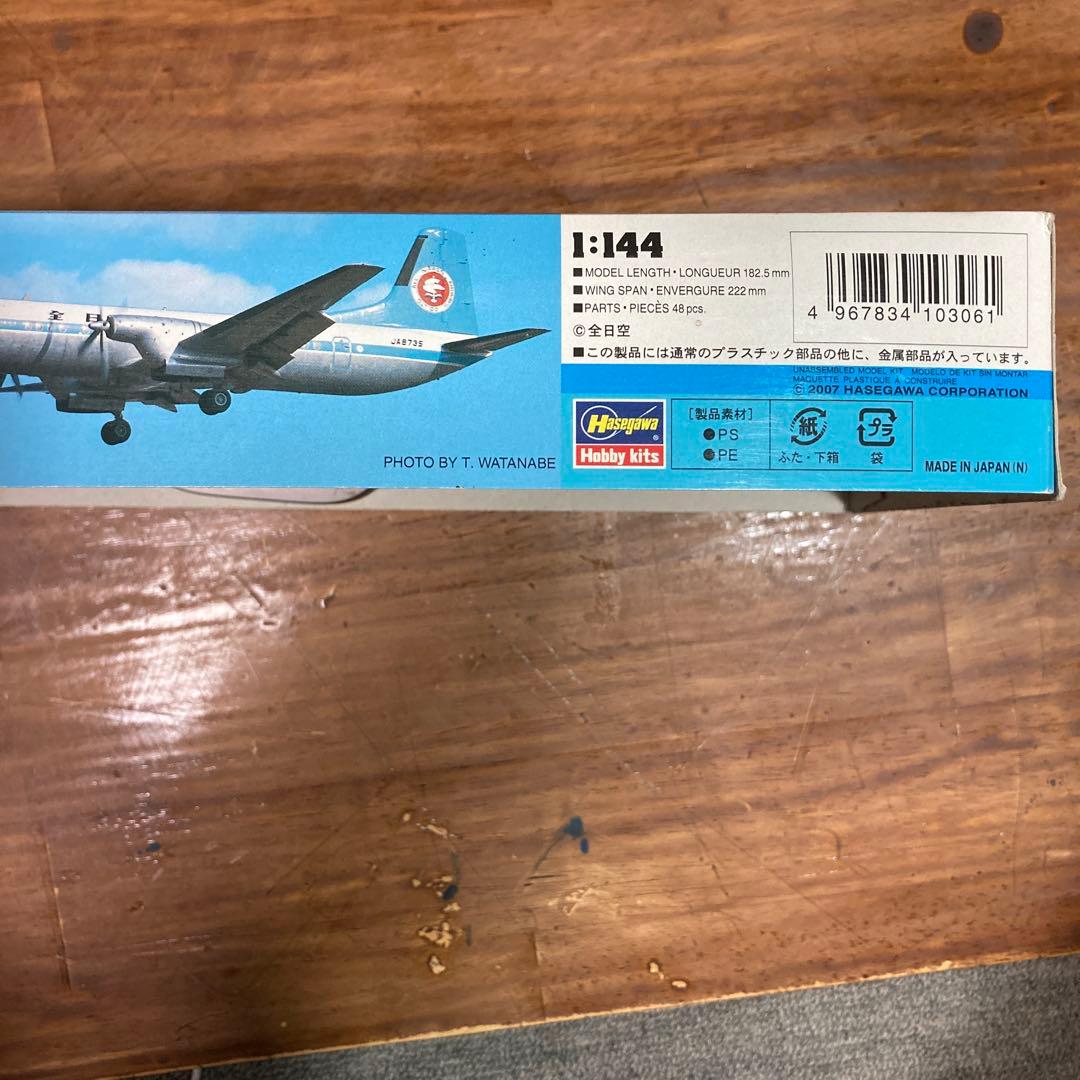 全日
JA8735
PHOTO BY T. WATANABE
1:144
■MODEL LENGTH・LONGUEUR 182.5 mm
■WING SPAN・ENVERGURE 222 mm
■PARTS・PIECÈS 48 pcs.
©全日空
■この製品には通常のプラスチック部品の他に、金属部品が入っています。
4 967834 103061
UNASSEMBLED MODEL KIT MODELO DE KIT SIN MONTAR
MAQUETTE PLASTIQUE À CONSTRUIRE
© 2007 HASEGAWA CORPORATION
Hasegawa®
Hobby kits
[製品素材]
●PS
●PE
紙
ふた・下箱
プラ
袋
MADE IN JAPAN (N)